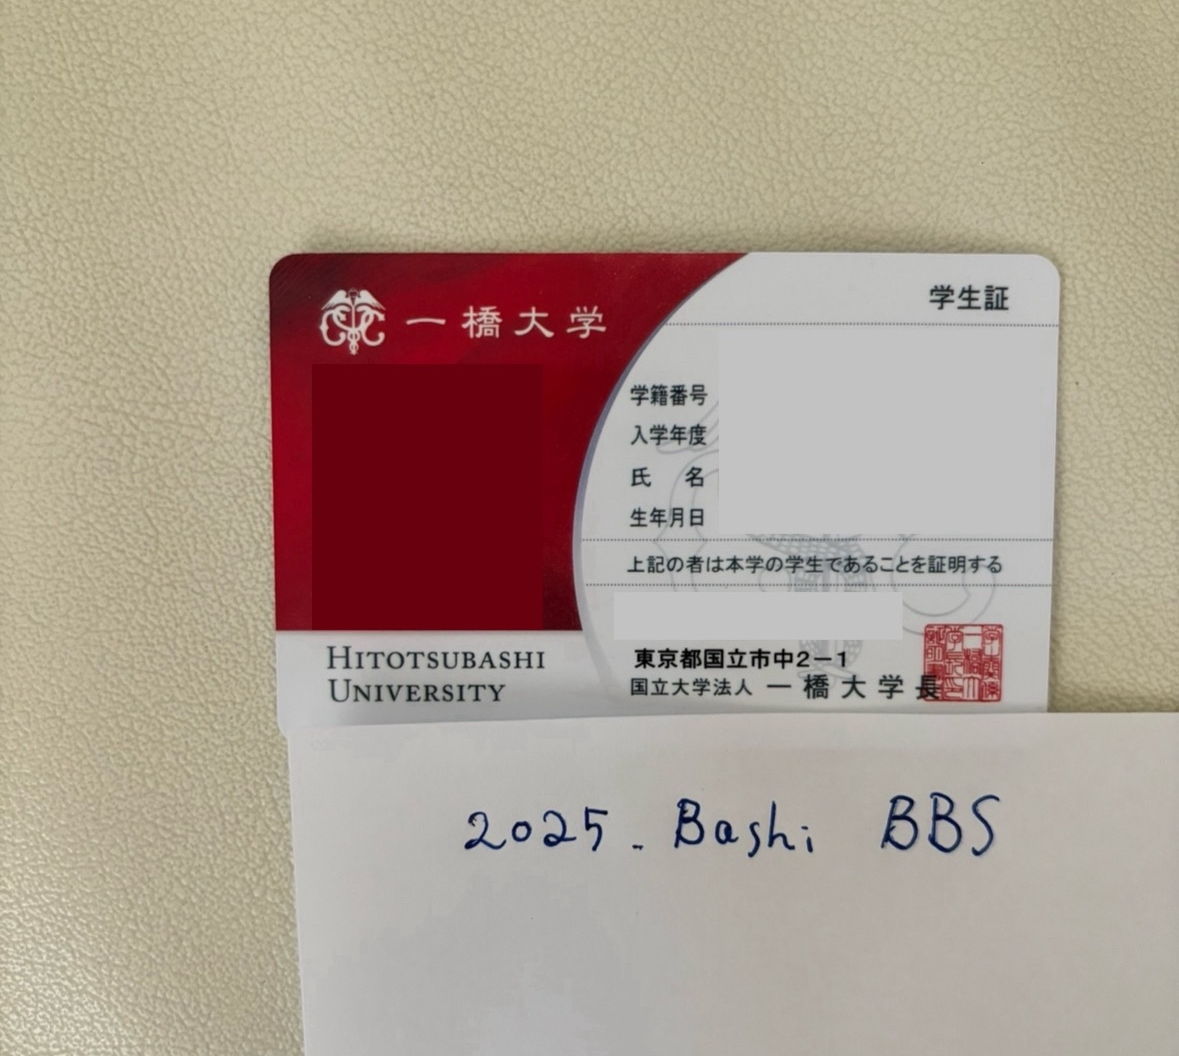 一橋大学
学生証
学籍番号
入学年度
氏 名
生年月日
上記の者は本学の学生であることを証明する
HITOTSUBASHI
UNIVERSITY
東京都国立市中2－1
国立大学法人 一橋大学長
2025. Bashi BBS